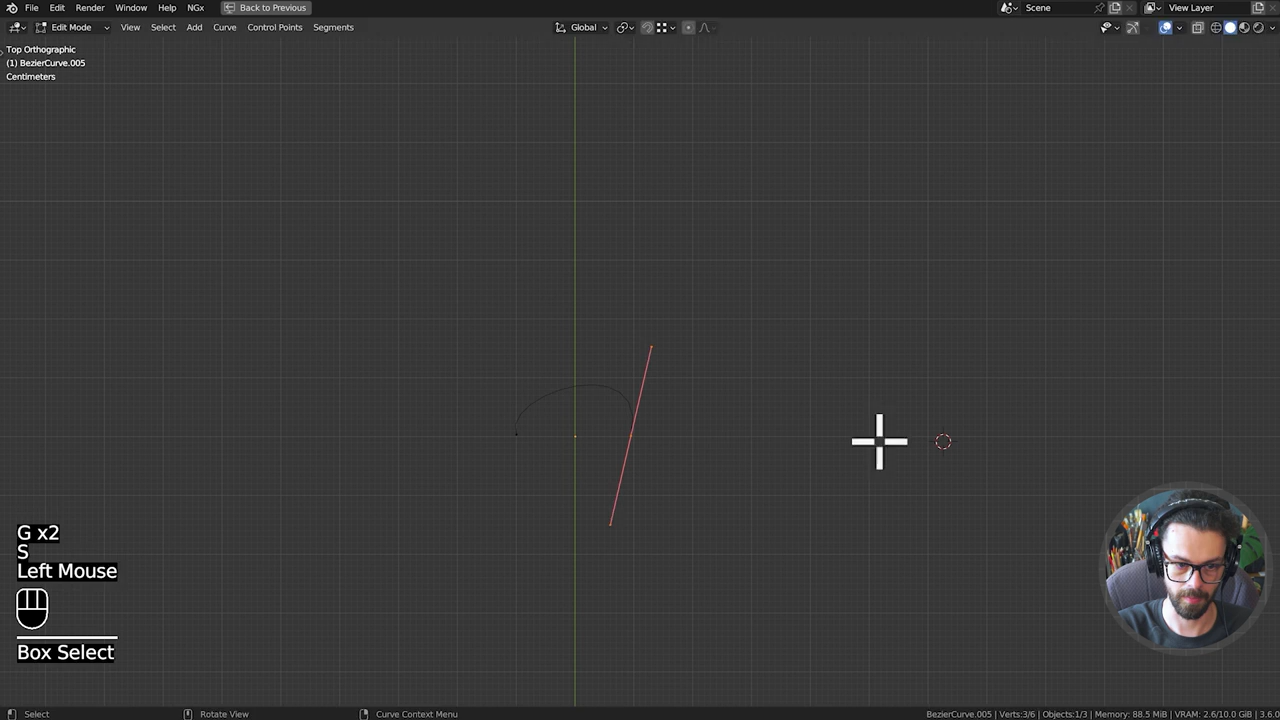 File Edit Render Window Help NGx Back to Previous Scene View Layer
Edit Mode View Select Add Curve Control Points Segments Global
Top Orthographic
(1) BezierCurve.005
Centimeters
G x2
S
Left Mouse
Box Select
Select Rotate View Curve Context Menu BezierCurve.005 | Verts:3/6 | Objects:1/3 | Memory: 88.5 MiB | VRAM: 2.6/10.0 GiB | 3.6.0